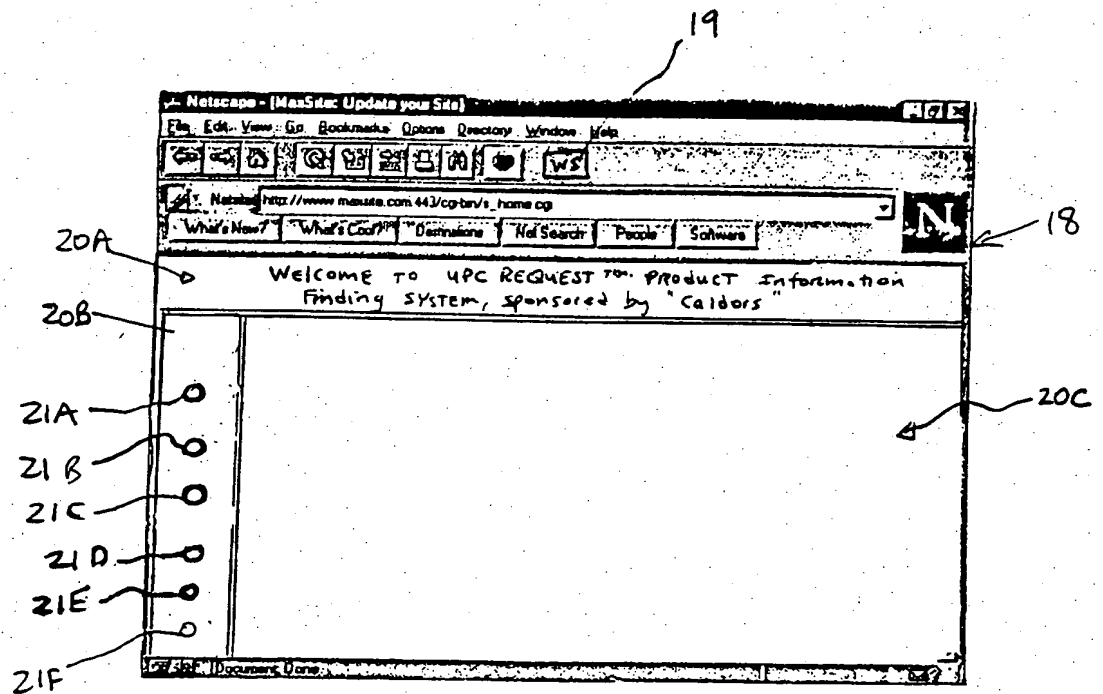 19
Netscape - [MaxSite: Update your Site]
File Edit View Go Bookmarks Options Directory Window Help
WS
http://www.maxsite.com:443/cg-bin/s_home.cgi
N
18
What's New? What's Cool? Destinations Net Search People Software
20A
Welcome To UPC REQUEST TM PRODUCT Information
Finding System, sponsored by "Caldors"
20B
20C
21A
21B
21C
21D
21E
21F
Document: Done